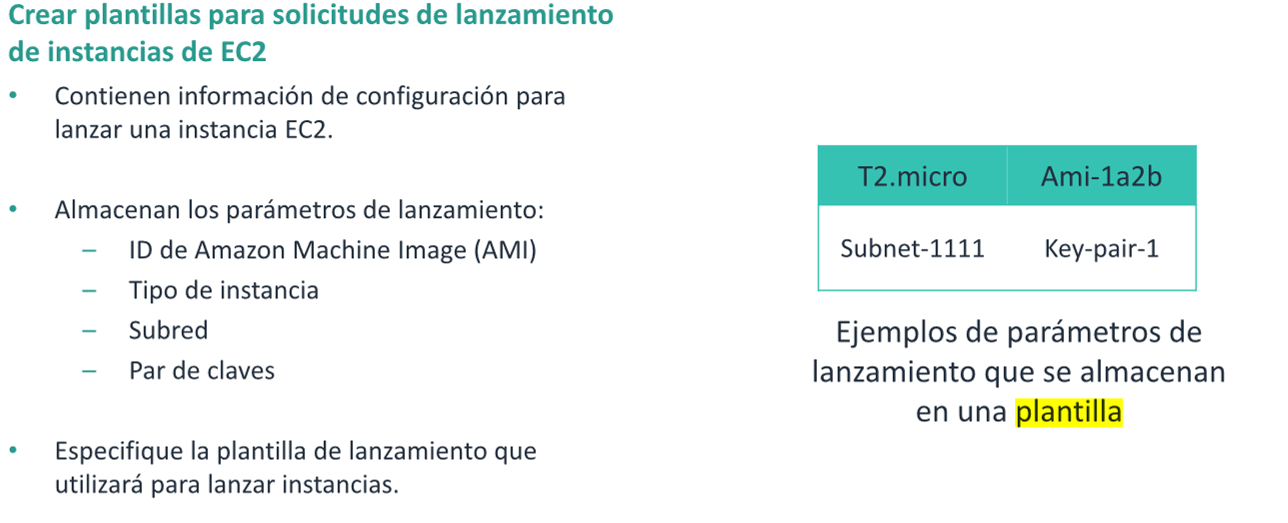 Crear plantillas para solicitudes de lanzamiento
de instancias de EC2
• Contienen información de configuración para
lanzar una instancia EC2.
• Almacenan los parámetros de lanzamiento:
– ID de Amazon Machine Image (AMI)
– Tipo de instancia
– Subred
– Par de claves
• Especifique la plantilla de lanzamiento que
utilizará para lanzar instancias.
T2.micro Ami-1a2b
Subnet-1111 Key-pair-1
Ejemplos de parámetros de
lanzamiento que se almacenan
en una plantilla